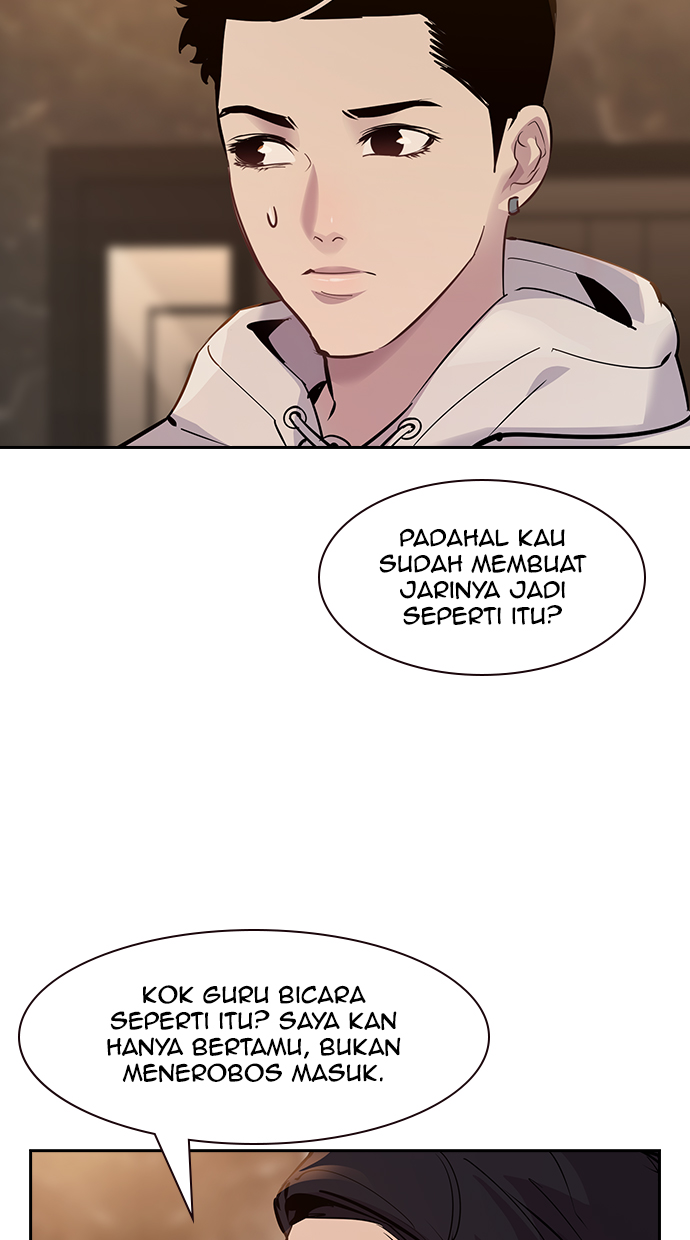 PADAHAL KAU
SUDAH MEMBUAT
JARINYA JADI
SEPERTI ITU?
KOK GURU BICARA
SEPERTI ITU? SAYA KAN
HANYA BERTAMU, BUKAN
MENEROBOS MASUK.